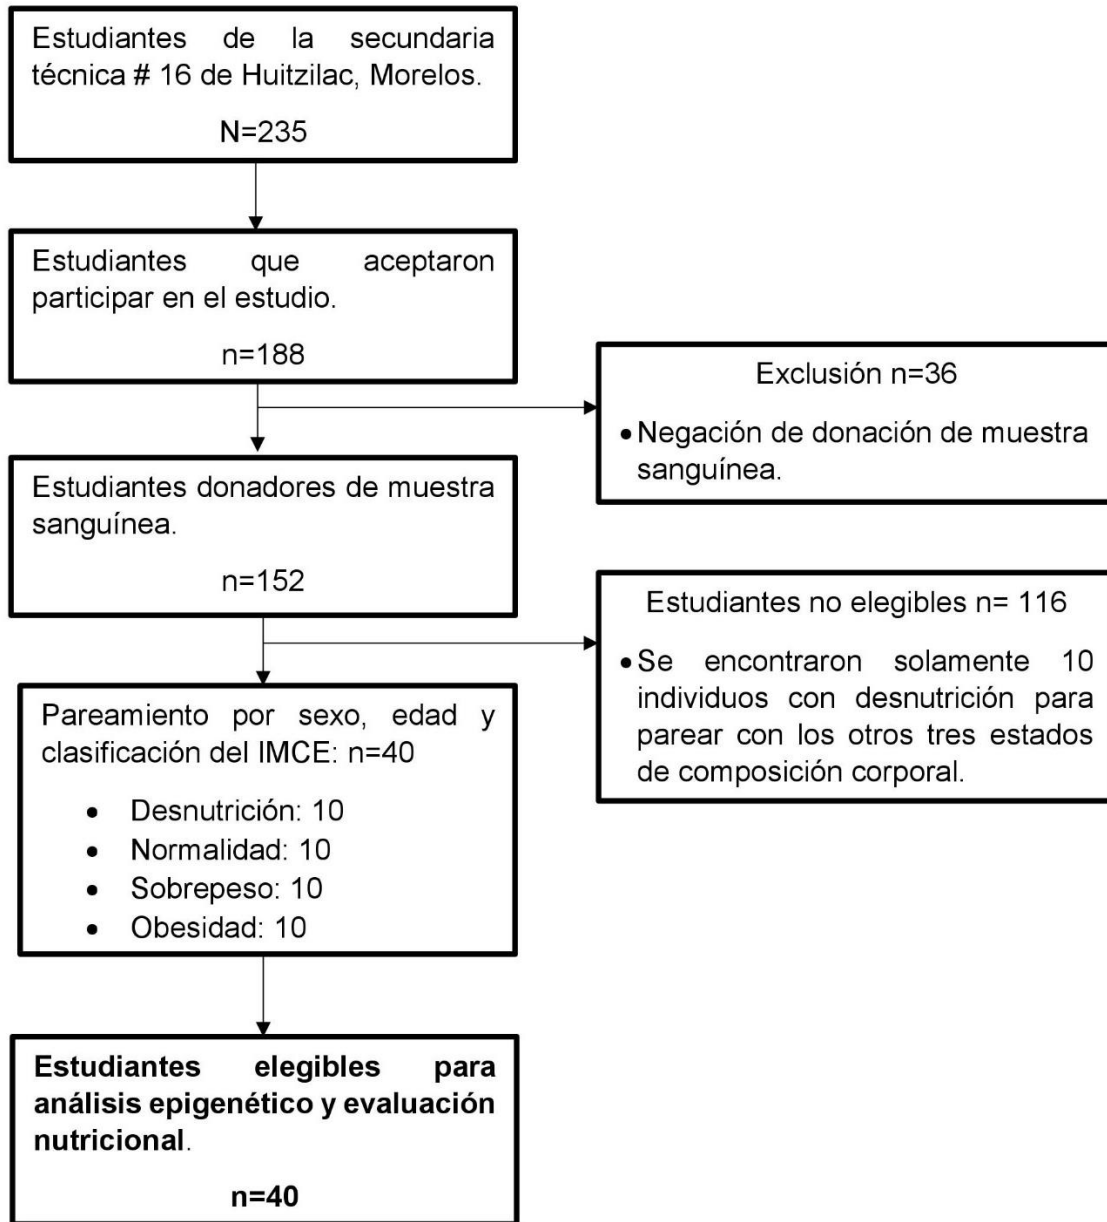 Estudiantes de la secundaria
técnica # 16 de Huitzilac, Morelos.
N=235
Estudiantes que aceptaron
participar en el estudio.
n=188
Exclusión n=36
• Negación de donación de muestra
sanguínea.
Estudiantes donadores de muestra
sanguínea.
n=152
Estudiantes no elegibles n= 116
• Se encontraron solamente 10
individuos con desnutrición para
parear con los otros tres estados
de composición corporal.
Pareamiento por sexo, edad y
clasificación del IMCE: n=40
• Desnutrición: 10
• Normalidad: 10
• Sobrepeso: 10
• Obesidad: 10
Estudiantes elegibles para
análisis epigenético y evaluación
nutricional.
n=40